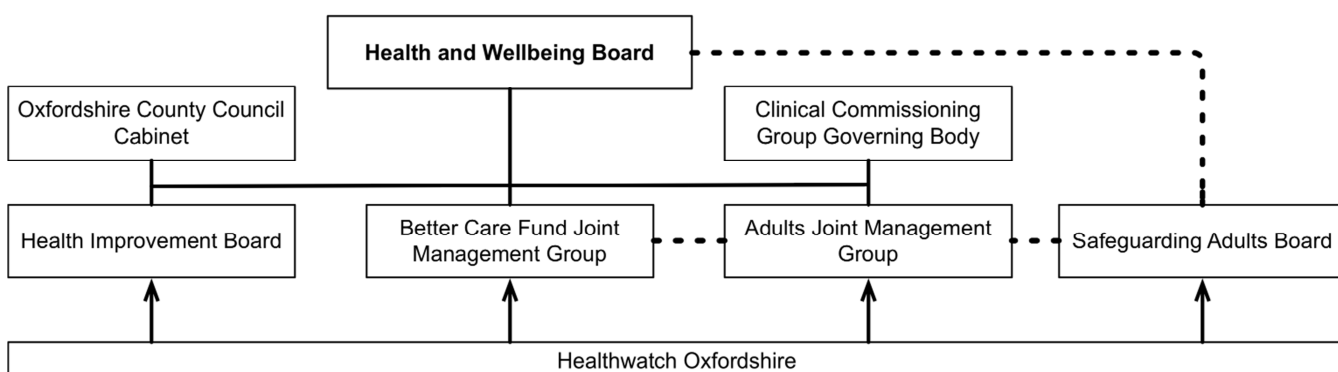 Health and Wellbeing Board
Oxfordshire County Council
Cabinet
Clinical Commissioning
Group Governing Body
Health Improvement Board
Better Care Fund Joint
Management Group
Adults Joint Management
Group
Safeguarding Adults Board
Healthwatch Oxfordshire